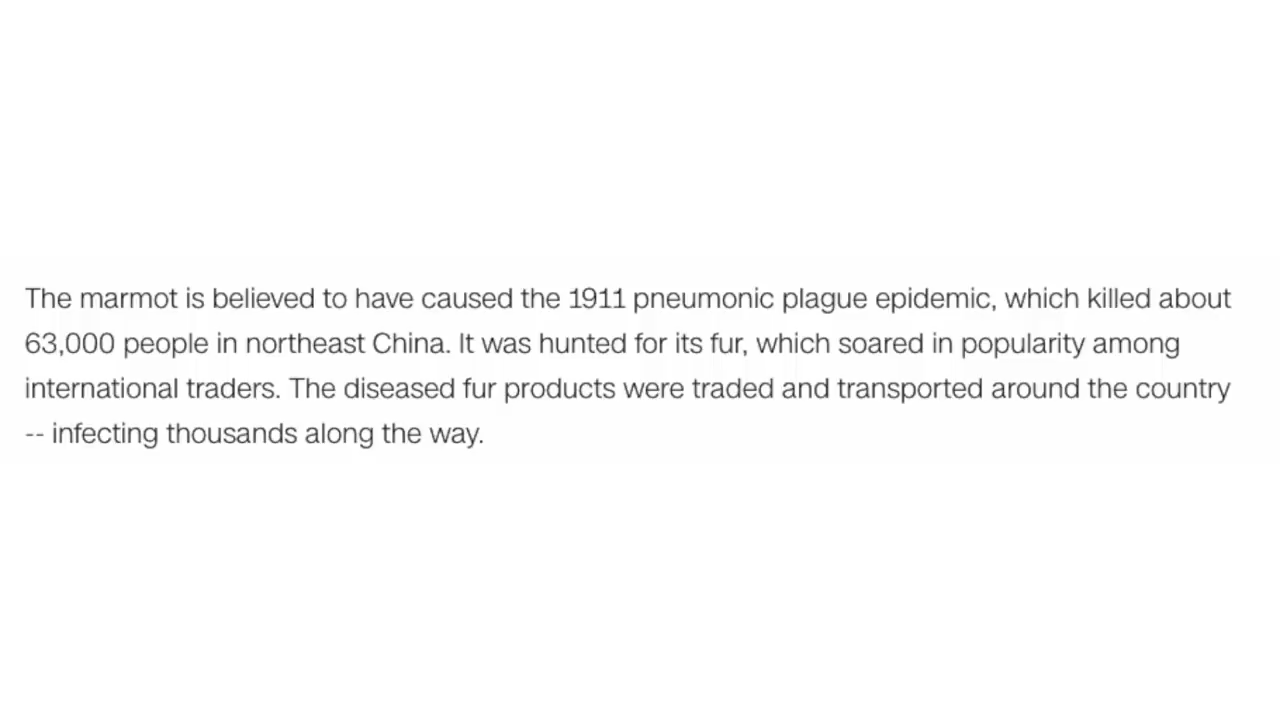 The marmot is believed to have caused the 1911 pneumonic plague epidemic, which killed about
63,000 people in northeast China. It was hunted for its fur, which soared in popularity among
international traders. The diseased fur products were traded and transported around the country
-- infecting thousands along the way.